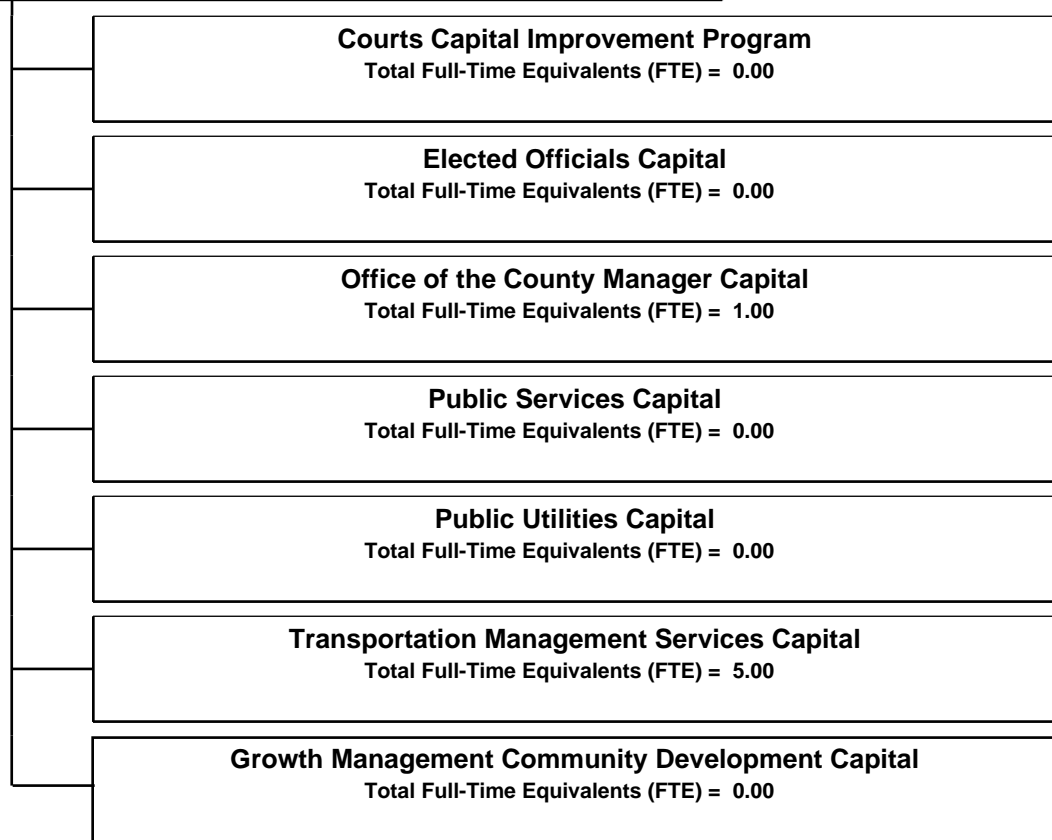 Courts Capital Improvement Program
Total Full-Time Equivalents (FTE) = 0.00
Elected Officials Capital
Total Full-Time Equivalents (FTE) = 0.00
Office of the County Manager Capital
Total Full-Time Equivalents (FTE) = 1.00
Public Services Capital
Total Full-Time Equivalents (FTE) = 0.00
Public Utilities Capital
Total Full-Time Equivalents (FTE) = 0.00
Transportation Management Services Capital
Total Full-Time Equivalents (FTE) = 5.00
Growth Management Community Development Capital
Total Full-Time Equivalents (FTE) = 0.00